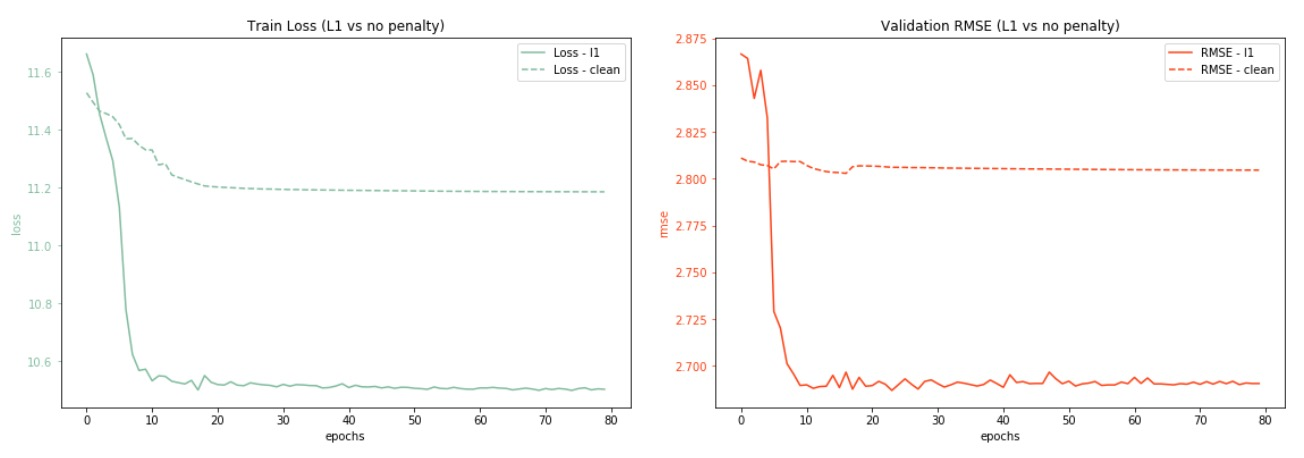 Train Loss (L1 vs no penalty)
Loss - l1
Loss - clean
11.6
11.4
11.2
11.0
10.8
10.6
loss
0 10 20 30 40 50 60 70 80
epochs
Validation RMSE (L1 vs no penalty)
RMSE - l1
RMSE - clean
2.875
2.850
2.825
2.800
2.775
2.750
2.725
2.700
rmse
0 10 20 30 40 50 60 70 80
epochs